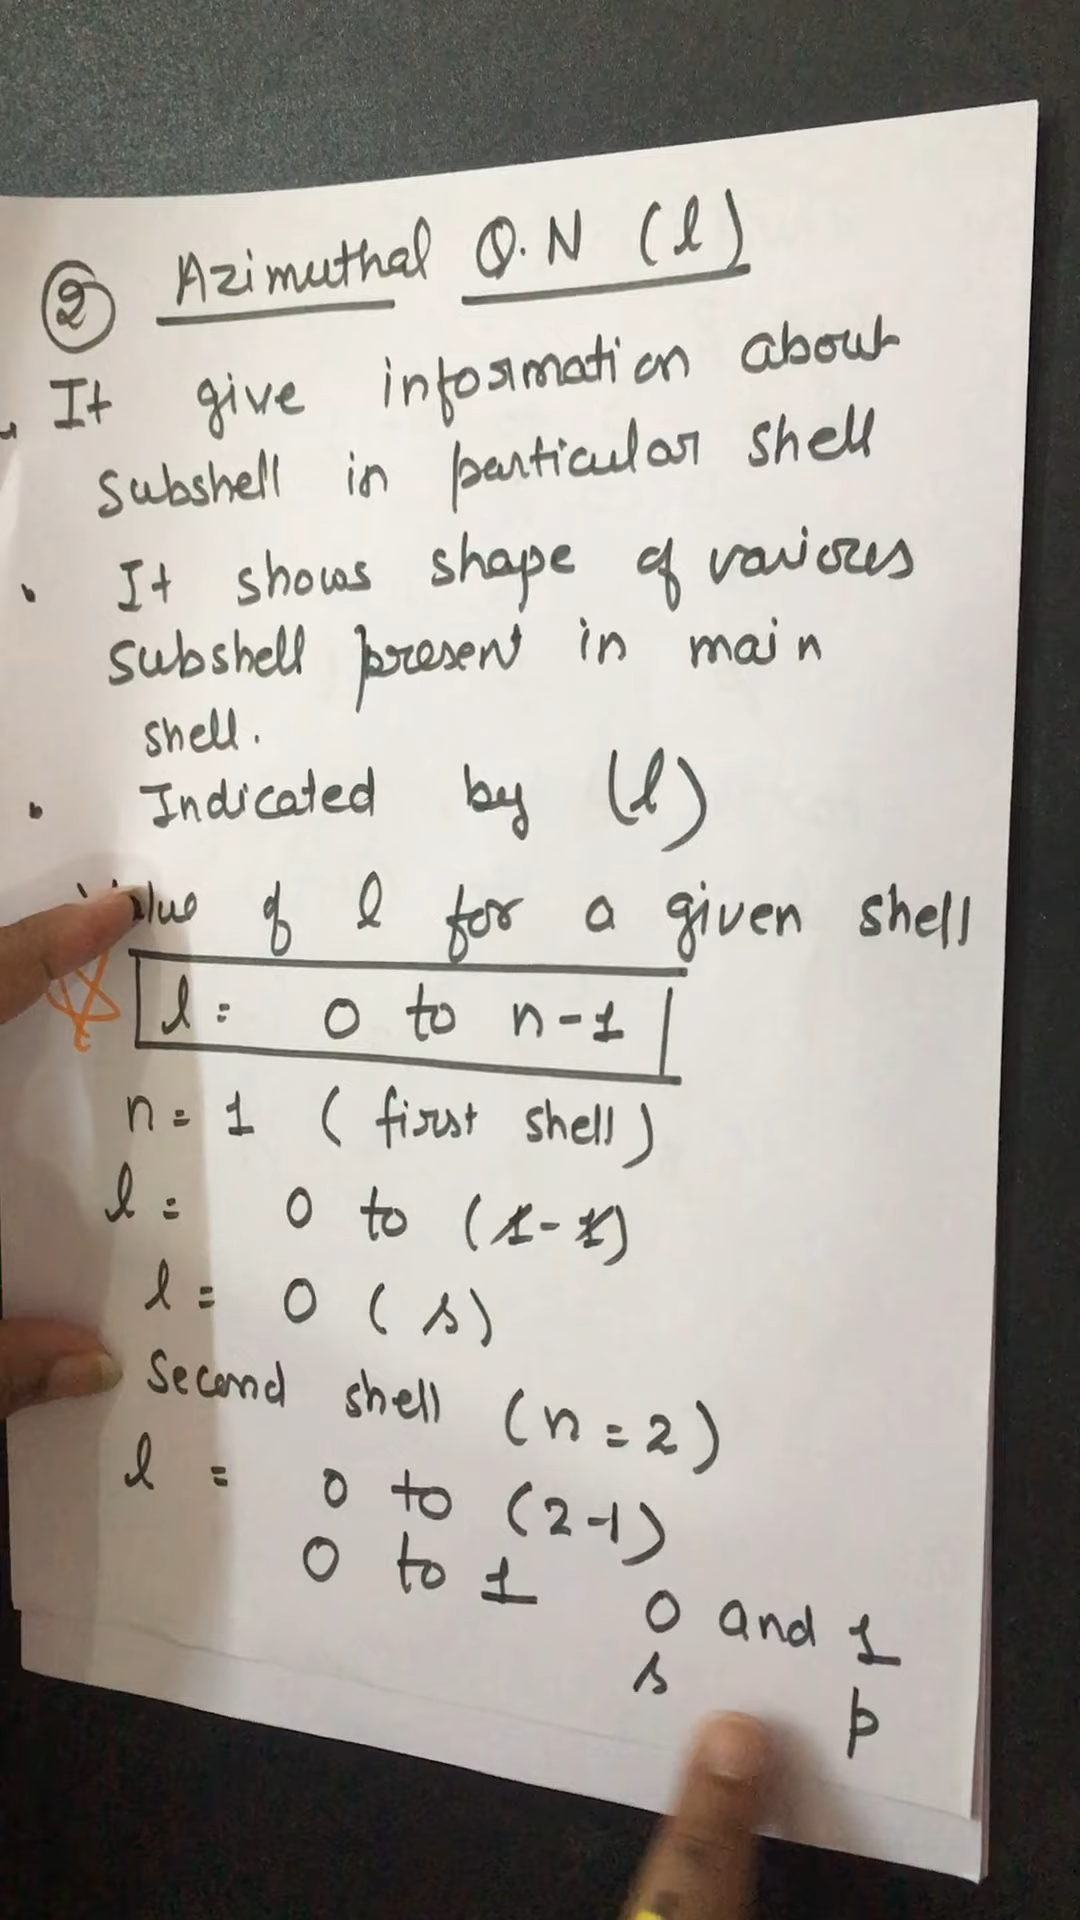 ② Azimuthal Q.N (l)
. It give information about
subshell in particular shell
• It shows shape of various
subshell present in main
shell.
• Indicated by (l)
of l for a given shell
l = 0 to n-1
n = 1 (first shell)
l = 0 to (1-1)
l = 0 (s)
Second shell (n = 2)
l = 0 to (2-1)
0 to 1
0 and 1
s p